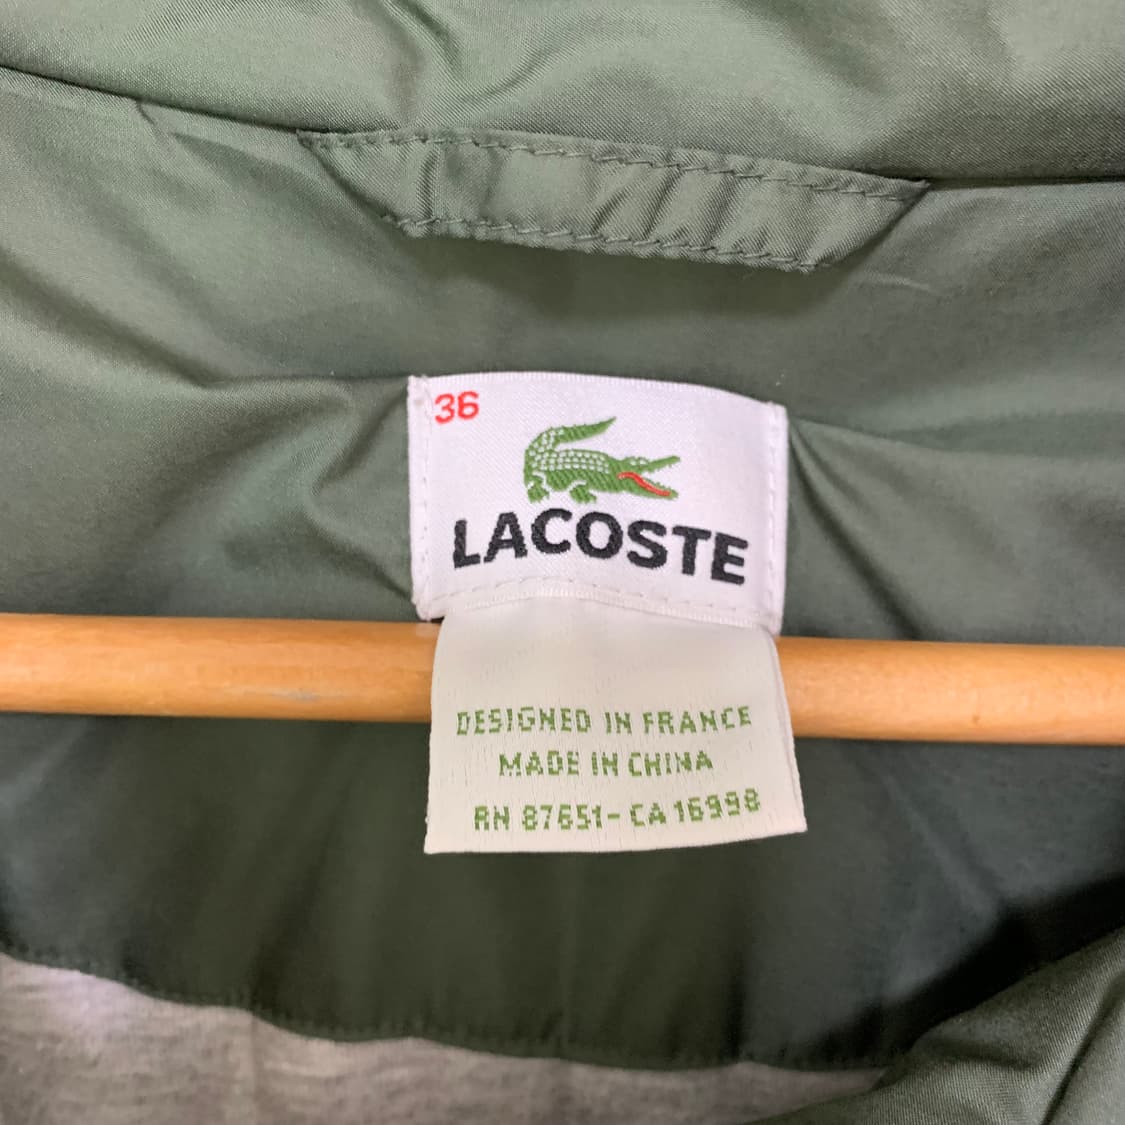 36
LACOSTE
DESIGNED IN FRANCE
MADE IN CHINA
RN 87651- CA 16998